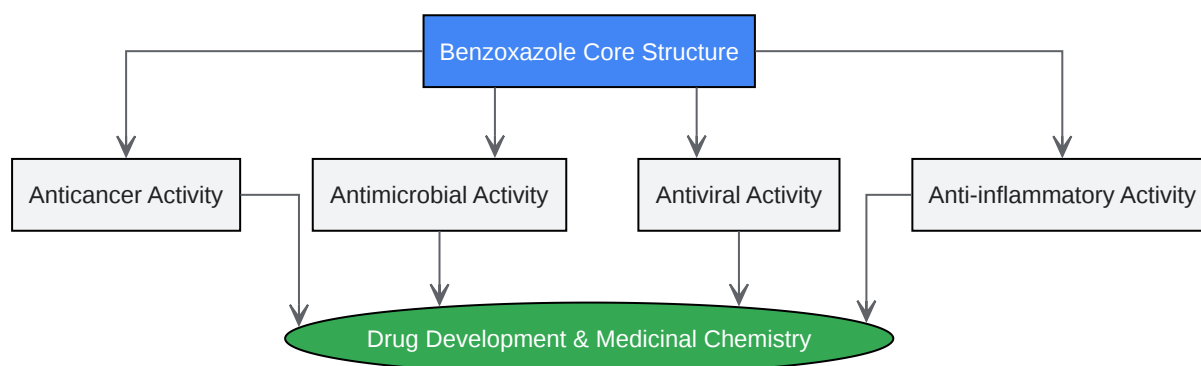 Benzoxazole Core Structure
Anticancer Activity
Antimicrobial Activity
Antiviral Activity
Anti-inflammatory Activity
Drug Development & Medicinal Chemistry